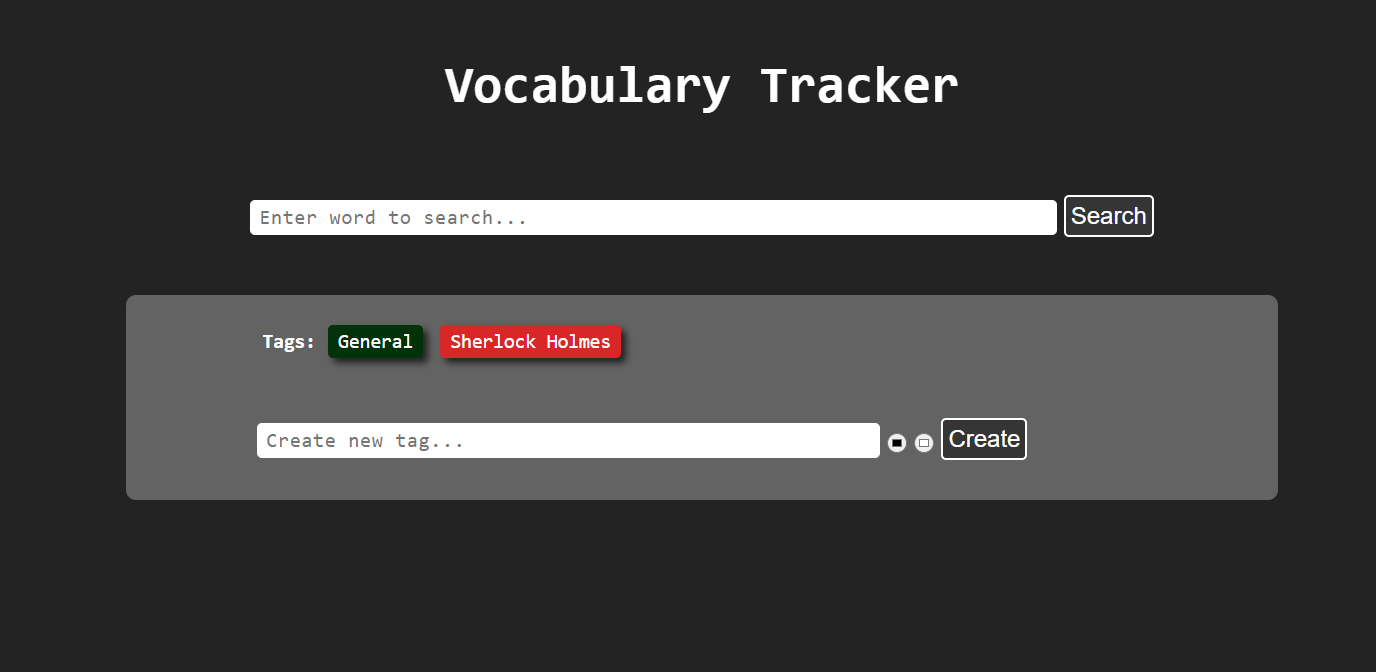 Vocabulary Tracker
Enter word to search... Search
Tags: General Sherlock Holmes
Create new tag... Create